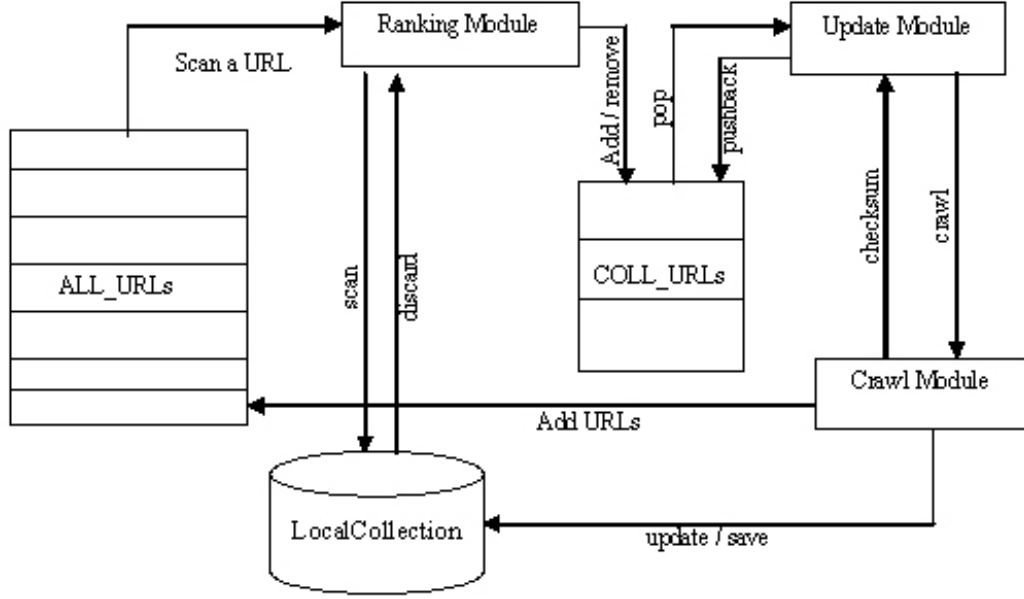 Ranking Module
Update Module
Scan a URL
Add / remove
pop
pushback
ALL_URLs
scan
discard
COLL_URLs
checksum
crawl
Crawl Module
Add URLs
LocalCollection
update / save